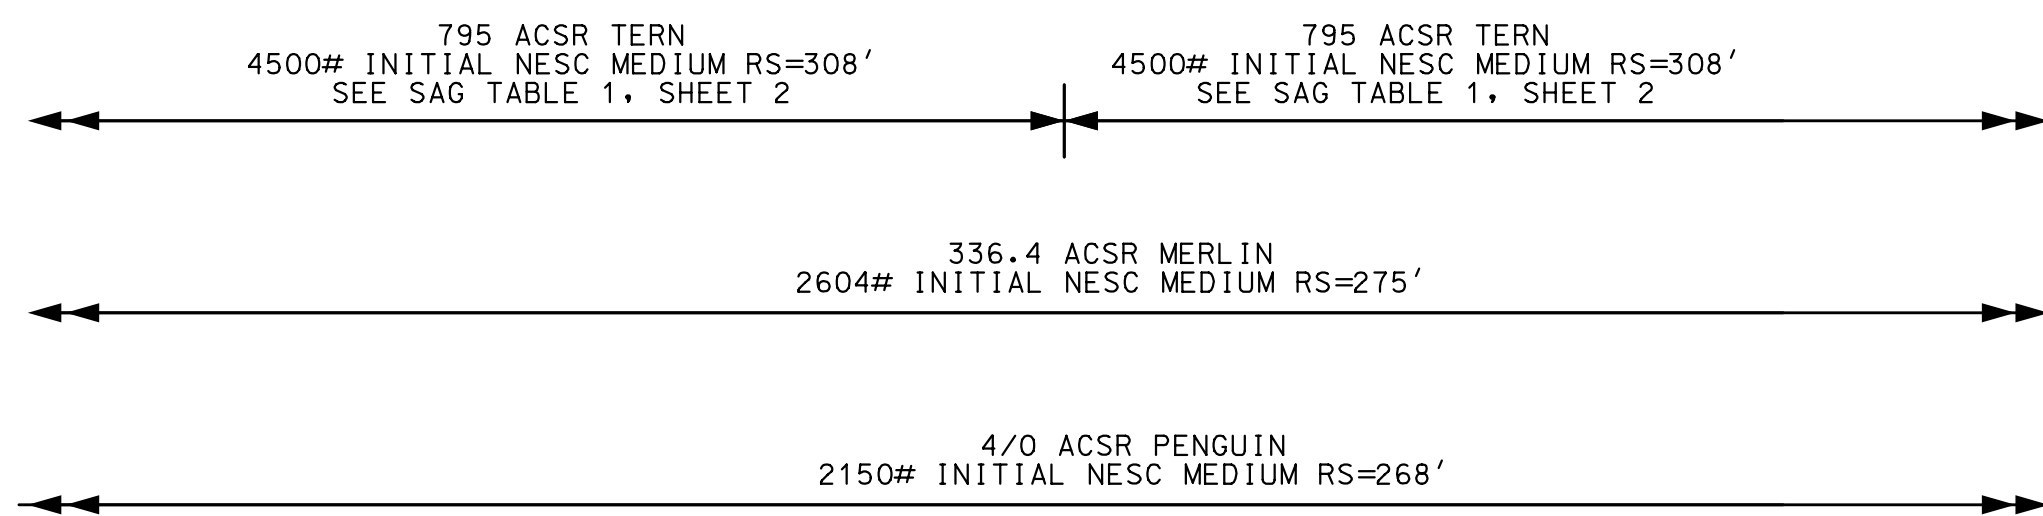 795 ACSR TERN
4500# INITIAL NESC MEDIUM RS=308'
SEE SAG TABLE 1, SHEET 2
795 ACSR TERN
4500# INITIAL NESC MEDIUM RS=308'
SEE SAG TABLE 1, SHEET 2
336.4 ACSR MERLIN
2604# INITIAL NESC MEDIUM RS=275'
4/0 ACSR PENGUIN
2150# INITIAL NESC MEDIUM RS=268'